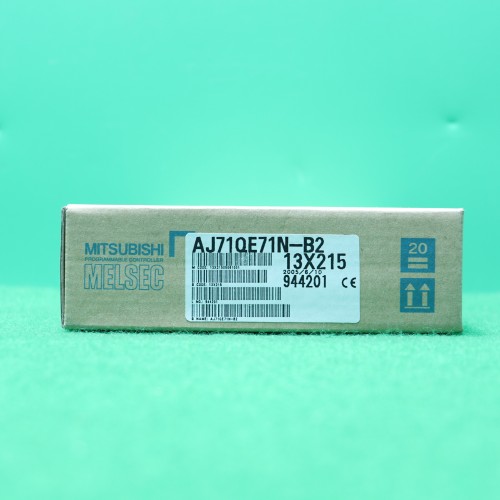 MITSUBISHI
PROGRAMMABLE CONTROLLER
MELSEC
AJ71QE71N-B2
13X215
2005/6/10
944201 CE
20